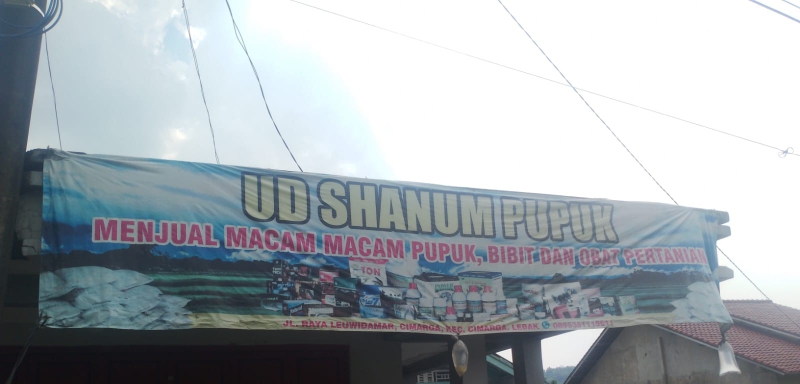 UD SHANUM PUPUK
MENJUAL MACAM MACAM PUPUK, BIBIT DAN OBAT PERTANIAN
TON
JL. RAYA LEUWIDAMAR, CIMARGA, KEC. CIMARGA, LEBAK,